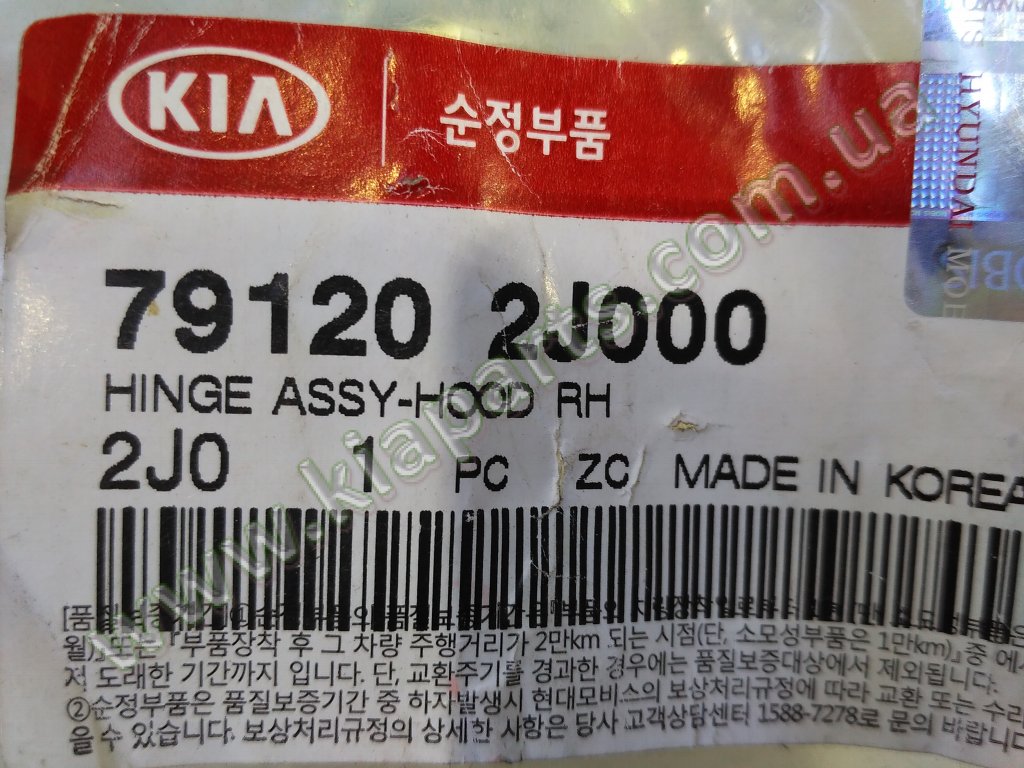 KIA 순정부품
HYUNDAI
79120 2J000
HINGE ASSY-HOOD RH
2J0 1 PC ZC MADE IN KOREA
www.kiaparts.com.ua
월) 또는 『부품장착 후 그 차량 주행거리가 2만km 되는 시점(단, 소모성부품은 1만km)』중 에
저 도래한 기간까지 입니다. 단, 교환주기를 경과한 경우에는 품질보증대상에서 제외됩니다.
②순정부품은 품질보증기간 중 하자발생시 현대모비스의 보상처리규정에 따라 교환 또는 수리
을 수 있습니다. 보상처리규정의 상세한 사항은 당사 고객상담센터 1588-7278로 문의 바랍니다